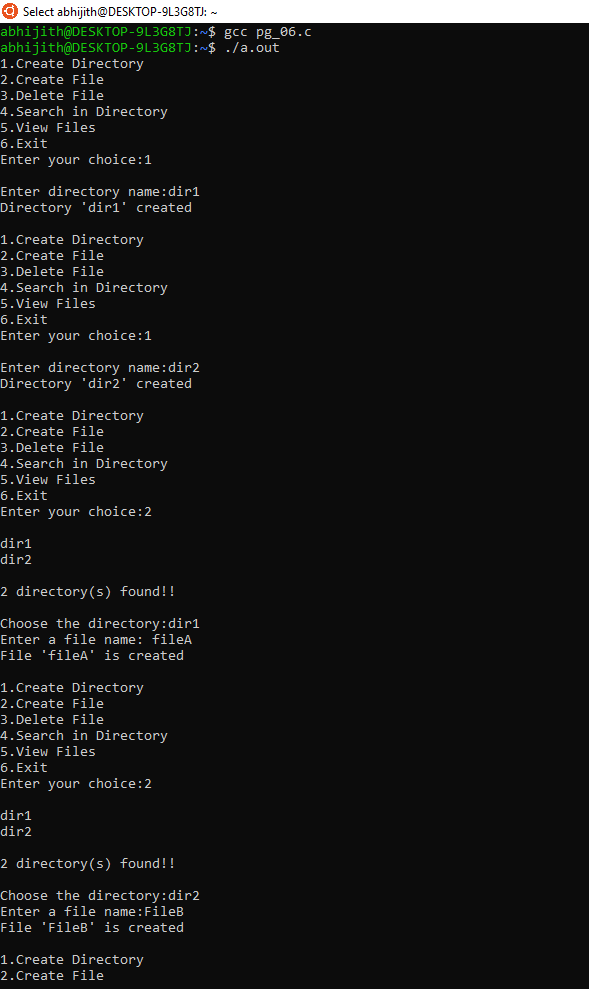 Select abhijith@DESKTOP-9L3G8TJ: ~
abhijith@DESKTOP-9L3G8TJ:~$ gcc pg_06.c
abhijith@DESKTOP-9L3G8TJ:~$ ./a.out
1.Create Directory
2.Create File
3.Delete File
4.Search in Directory
5.View Files
6.Exit
Enter your choice:1

Enter directory name:dir1
Directory 'dir1' created

1.Create Directory
2.Create File
3.Delete File
4.Search in Directory
5.View Files
6.Exit
Enter your choice:1

Enter directory name:dir2
Directory 'dir2' created

1.Create Directory
2.Create File
3.Delete File
4.Search in Directory
5.View Files
6.Exit
Enter your choice:2

dir1
dir2

2 directory(s) found!!

Choose the directory:dir1
Enter a file name: fileA
File 'fileA' is created

1.Create Directory
2.Create File
3.Delete File
4.Search in Directory
5.View Files
6.Exit
Enter your choice:2

dir1
dir2

2 directory(s) found!!

Choose the directory:dir2
Enter a file name:FileB
File 'FileB' is created

1.Create Directory
2.Create File